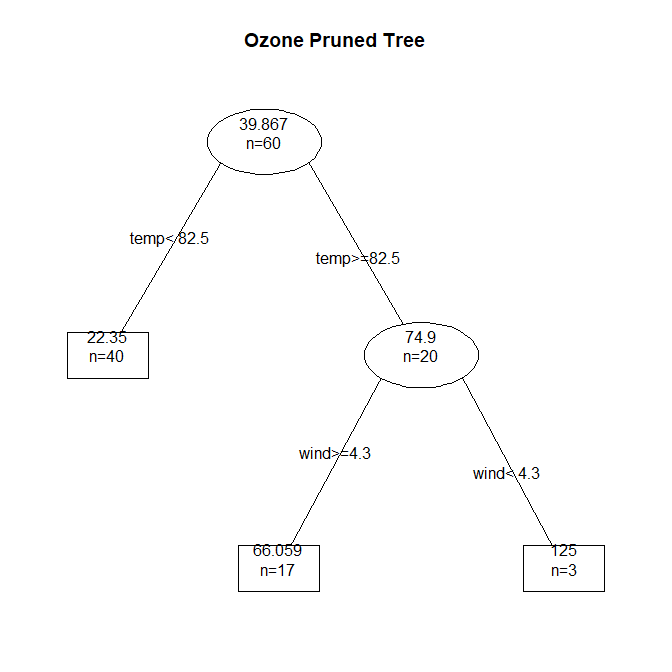 Ozone Pruned Tree
39.867
n=60
temp< 82.5
temp>=82.5
22.35
n=40
74.9
n=20
wind>=4.3
wind< 4.3
66.059
n=17
125
n=3